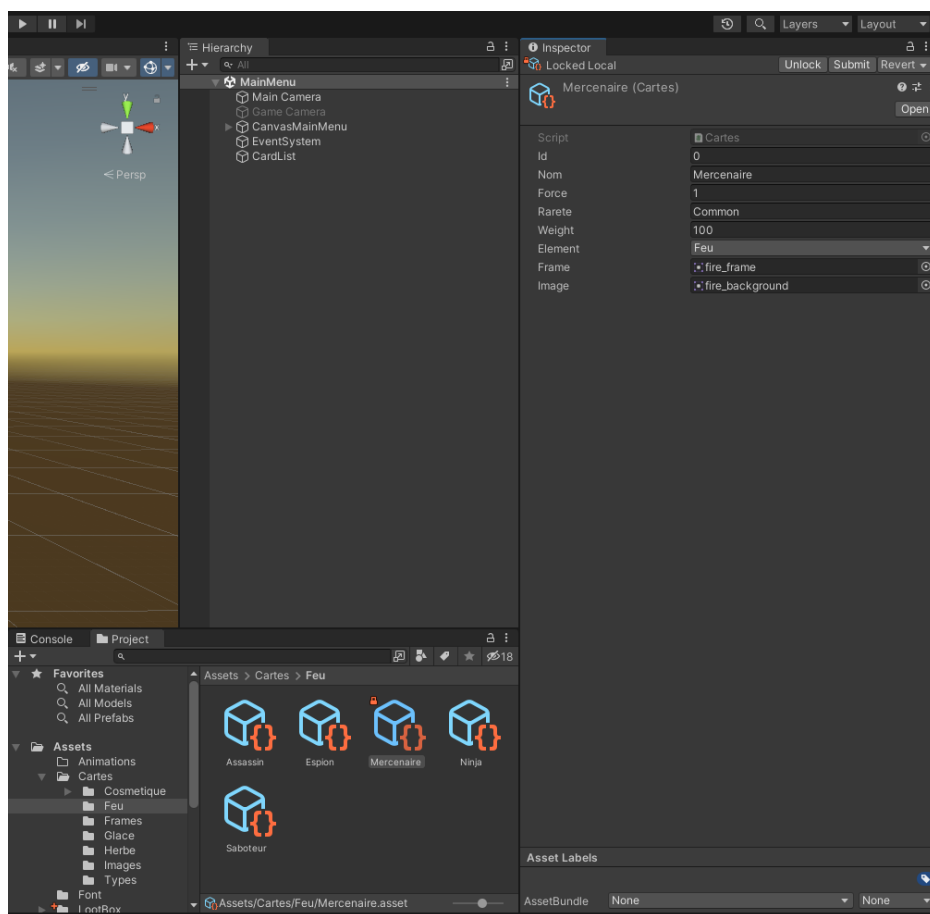 Layers Layout
Hierarchy
All
MainMenu
Main Camera
Game Camera
CanvasMainMenu
EventSystem
CardList
y
x
Persp
Inspector
Locked Local Unlock Submit Revert
Mercenaire (Cartes)
Open
Script Cartes
Id 0
Nom Mercenaire
Force 1
Rarete Common
Weight 100
Element Feu
Frame fire_frame
Image fire_background
Console Project
18
Favorites
All Materials
All Models
All Prefabs
Assets
Animations
Cartes
Cosmetique
Feu
Frames
Glace
Herbe
Images
Types
Font
LootBox
Assets > Cartes > Feu
Assassin Espion Mercenaire Ninja
Saboteur
Assets/Cartes/Feu/Mercenaire.asset
Asset Labels
AssetBundle None None